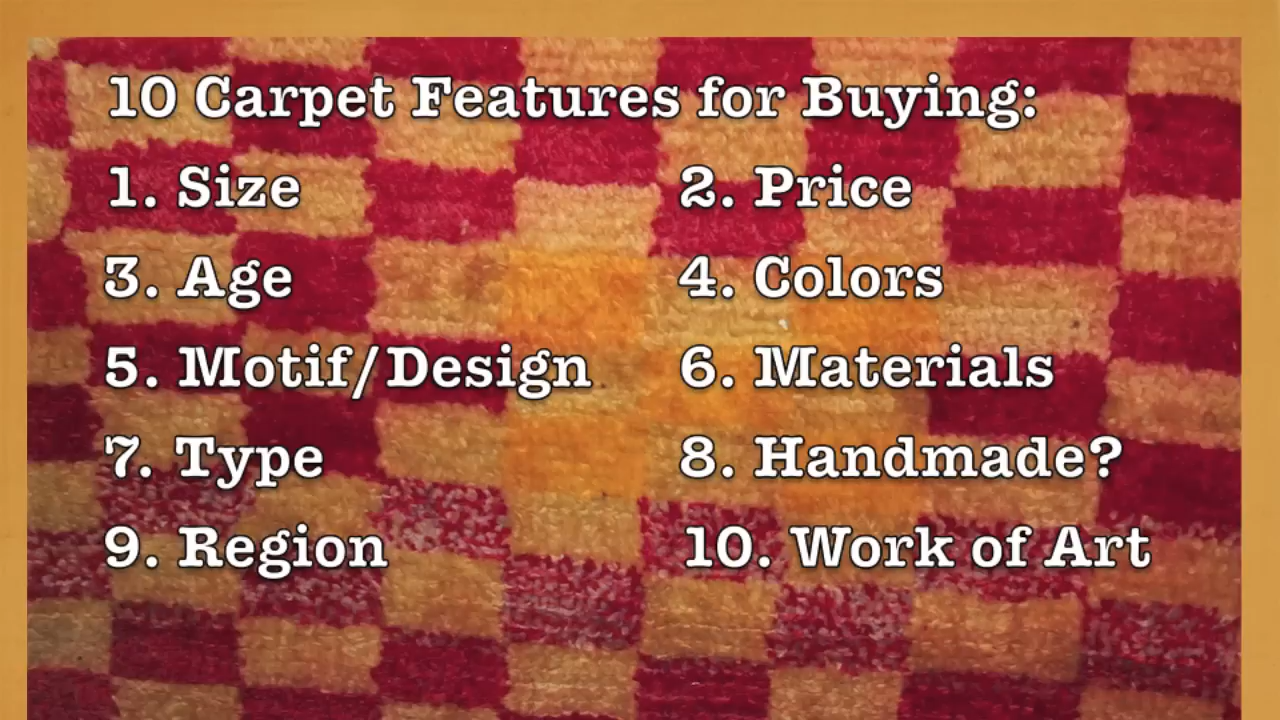 10 Carpet Features for Buying:
1. Size 2. Price
3. Age 4. Colors
5. Motif/Design 6. Materials
7. Type 8. Handmade?
9. Region 10. Work of Art